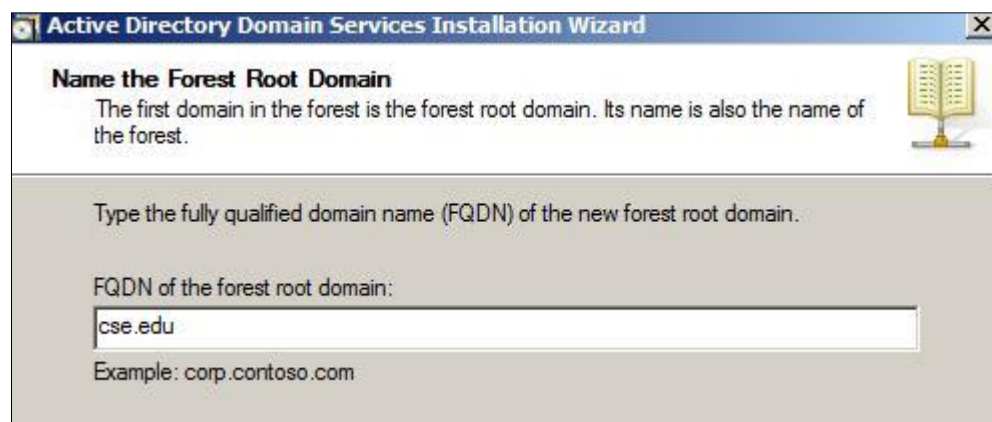 Active Directory Domain Services Installation Wizard
Name the Forest Root Domain
The first domain in the forest is the forest root domain. Its name is also the name of
the forest.
Type the fully qualified domain name (FQDN) of the new forest root domain.
FQDN of the forest root domain:
cse.edu
Example: corp.contoso.com